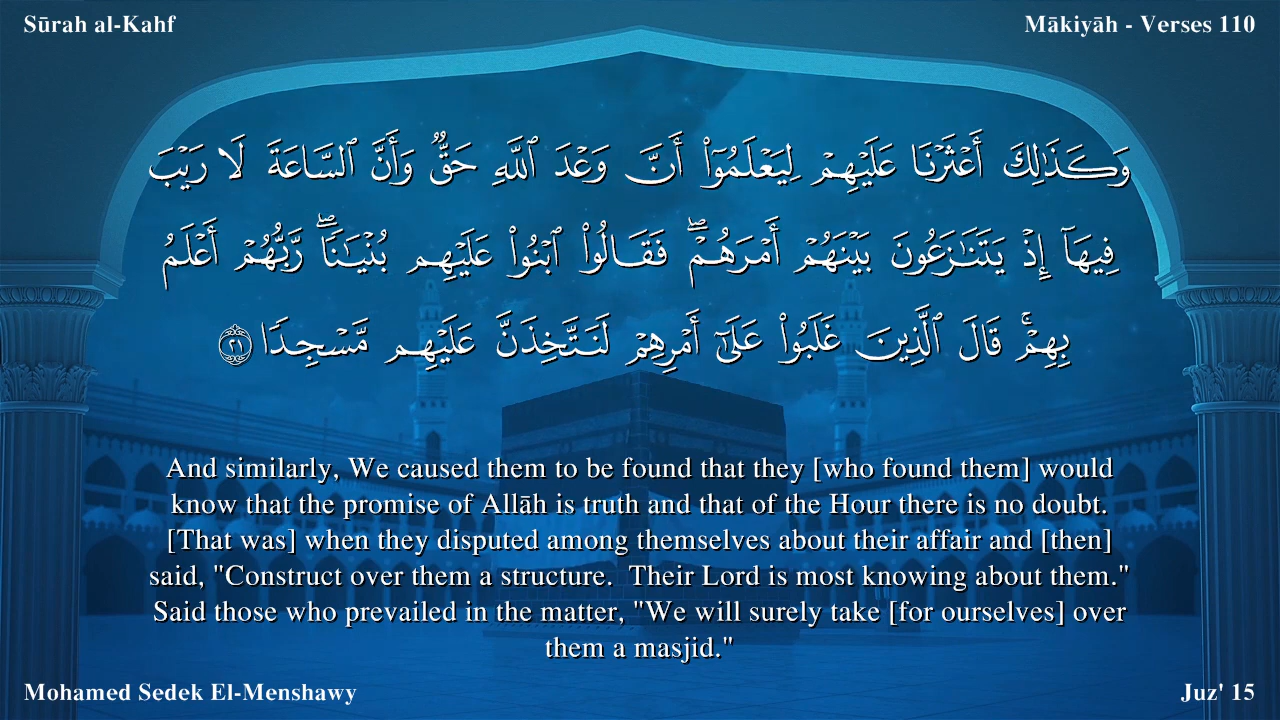 Sūrah al-Kahf
Mākiyāh - Verses 110
وَكَذَٰلِكَ أَعْثَرْنَا عَلَيْهِمْ لِيَعْلَمُوٓا۟ أَنَّ وَعْدَ ٱللَّهِ حَقٌّ وَأَنَّ ٱلسَّاعَةَ لَا رَيْبَ
فِيهَآ إِذْ يَتَنَـٰزَعُونَ بَيْنَهُمْ أَمْرَهُمْ ۖ فَقَالُوا۟ ٱبْنُوا۟ عَلَيْهِم بُنْيَـٰنًا ۖ رَّبُّهُمْ أَعْلَمُ
بِهِمْ ۚ قَالَ ٱلَّذِينَ غَلَبُوا۟ عَلَىٰٓ أَمْرِهِمْ لَنَتَّخِذَنَّ عَلَيْهِم مَّسْجِدًا ٢١
And similarly, We caused them to be found that they [who found them] would
know that the promise of Allāh is truth and that of the Hour there is no doubt.
[That was] when they disputed among themselves about their affair and [then]
said, "Construct over them a structure.  Their Lord is most knowing about them."
Said those who prevailed in the matter, "We will surely take [for ourselves] over
them a masjid."
Mohamed Sedek El-Menshawy
Juz' 15